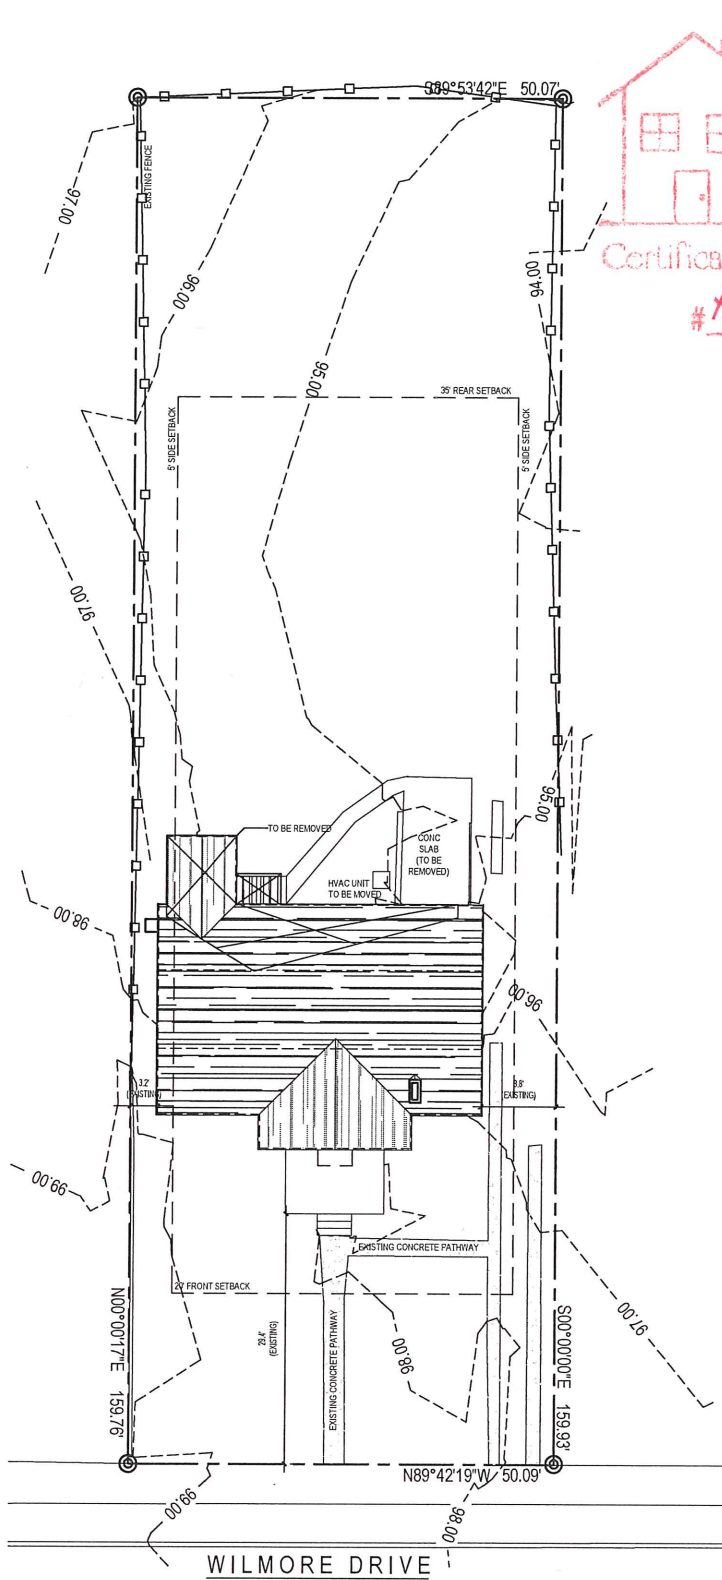 S89°53'42"E 50.07'
EXISTING FENCE
97.00
96.00
94.00
Certifica
#
95.00
35' REAR SETBACK
5' SIDE SETBACK
5' SIDE SETBACK
97.00
95.00
TO BE REMOVED
CONC
SLAB
(TO BE
REMOVED)
HVAC UNIT
TO BE MOVED
98.00
96.00
3.2'
(EXISTING)
(EXISTING)
99.00
EXISTING CONCRETE PATHWAY
FRONT SETBACK
N00°00'17"E 159.76'
29.4'
(EXISTING)
EXISTING CONCRETE PATHWAY
98.00
S00°00'00"E 159.93'
97.00
N89°42'19"W 50.09'
99.00
98.00
WILMORE DRIVE